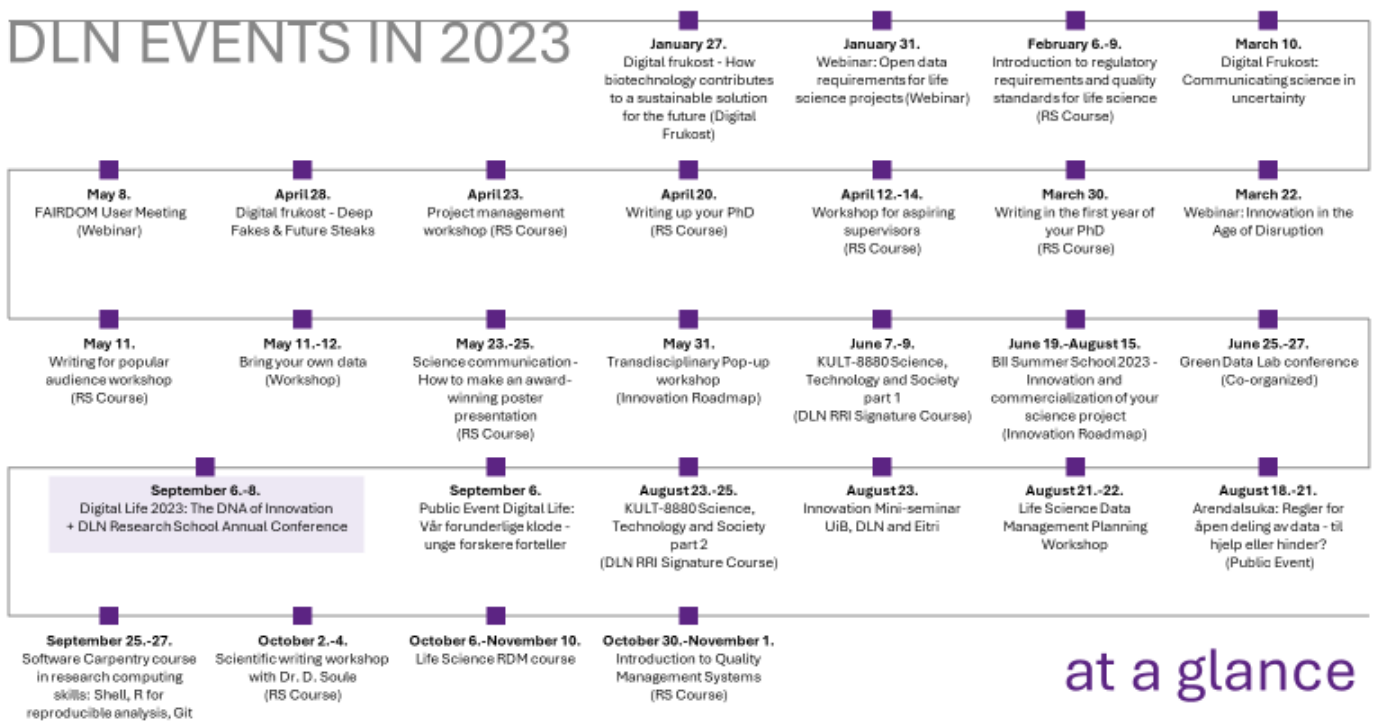 DLN EVENTS IN 2023
January 27.
Digital frukost - How
biotechnology contributes
to a sustainable solution
for the future (Digital
Frukost)
January 31.
Webinar: Open data
requirements for life
science projects (Webinar)
February 6.-9.
Introduction to regulatory
requirements and quality
standards for life science
(RS Course)
March 10.
Digital Frukost:
Communicating science in
uncertainty
May 8.
FAIRDOM User Meeting
(Webinar)
April 28.
Digital frukost - Deep
Fakes & Future Steaks
April 23.
Project management
workshop (RS Course)
April 20.
Writing up your PhD
(RS Course)
April 12.-14.
Workshop for aspiring
supervisors
(RS Course)
March 30.
Writing in the first year of
your PhD
(RS Course)
March 22.
Webinar: Innovation in the
Age of Disruption
May 11.
Writing for popular
audience workshop
(RS Course)
May 11.-12.
Bring your own data
(Workshop)
May 23.-25.
Science communication -
How to make an award-
winning poster
presentation
(RS Course)
May 31.
Transdisciplinary Pop-up
workshop
(Innovation Roadmap)
June 7.-9.
KULT-8880 Science,
Technology and Society
part 1
(DLN RRI Signature Course)
June 19.-August 15.
BII Summer School 2023 -
Innovation and
commercialization of your
science project
(Innovation Roadmap)
June 25.-27.
Green Data Lab conference
(Co-organized)
September 6.-8.
Digital Life 2023: The DNA of Innovation
+ DLN Research School Annual Conference
September 6.
Public Event Digital Life:
Vår forunderlige klode -
unge forskere forteller
August 23.-25.
KULT-8880 Science,
Technology and Society
part 2
(DLN RRI Signature Course)
August 23.
Innovation Mini-seminar
UiB, DLN and Eitri
August 21.-22.
Life Science Data
Management Planning
Workshop
August 18.-21.
Arendalsuka: Regler for
åpen deling av data - til
hjelp eller hinder?
(Public Event)
September 25.-27.
Software Carpentry course
in research computing
skills: Shell, R for
reproducible analysis, Git
October 2.-4.
Scientific writing workshop
with Dr. D. Soule
(RS Course)
October 6.-November 10.
Life Science RDM course
October 30.-November 1.
Introduction to Quality
Management Systems
(RS Course)
at a glance